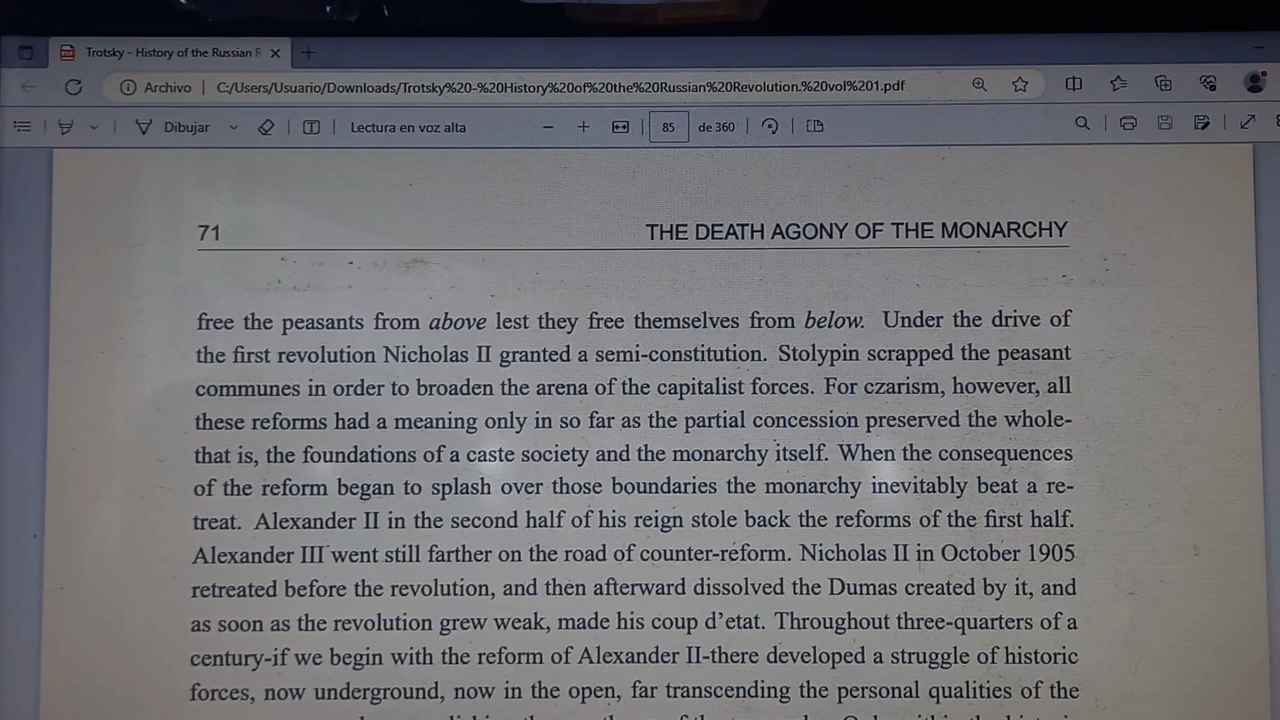 Trotsky - History of the Russian R
Archivo | C:/Users/Usuario/Downloads/Trotsky%20-%20History%20of%20the%20Russian%20Revolution.%20vol%201.pdf
Dibujar Lectura en voz alta 85 de 360
71 THE DEATH AGONY OF THE MONARCHY
free the peasants from above lest they free themselves from below. Under the drive of
the first revolution Nicholas II granted a semi-constitution. Stolypin scrapped the peasant
communes in order to broaden the arena of the capitalist forces. For czarism, however, all
these reforms had a meaning only in so far as the partial concession preserved the whole-
that is, the foundations of a caste society and the monarchy itself. When the consequences
of the reform began to splash over those boundaries the monarchy inevitably beat a re-
treat. Alexander II in the second half of his reign stole back the reforms of the first half.
Alexander III went still farther on the road of counter-reform. Nicholas II in October 1905
retreated before the revolution, and then afterward dissolved the Dumas created by it, and
as soon as the revolution grew weak, made his coup d'etat. Throughout three-quarters of a
century-if we begin with the reform of Alexander II-there developed a struggle of historic
forces, now underground, now in the open, far transcending the personal qualities of the